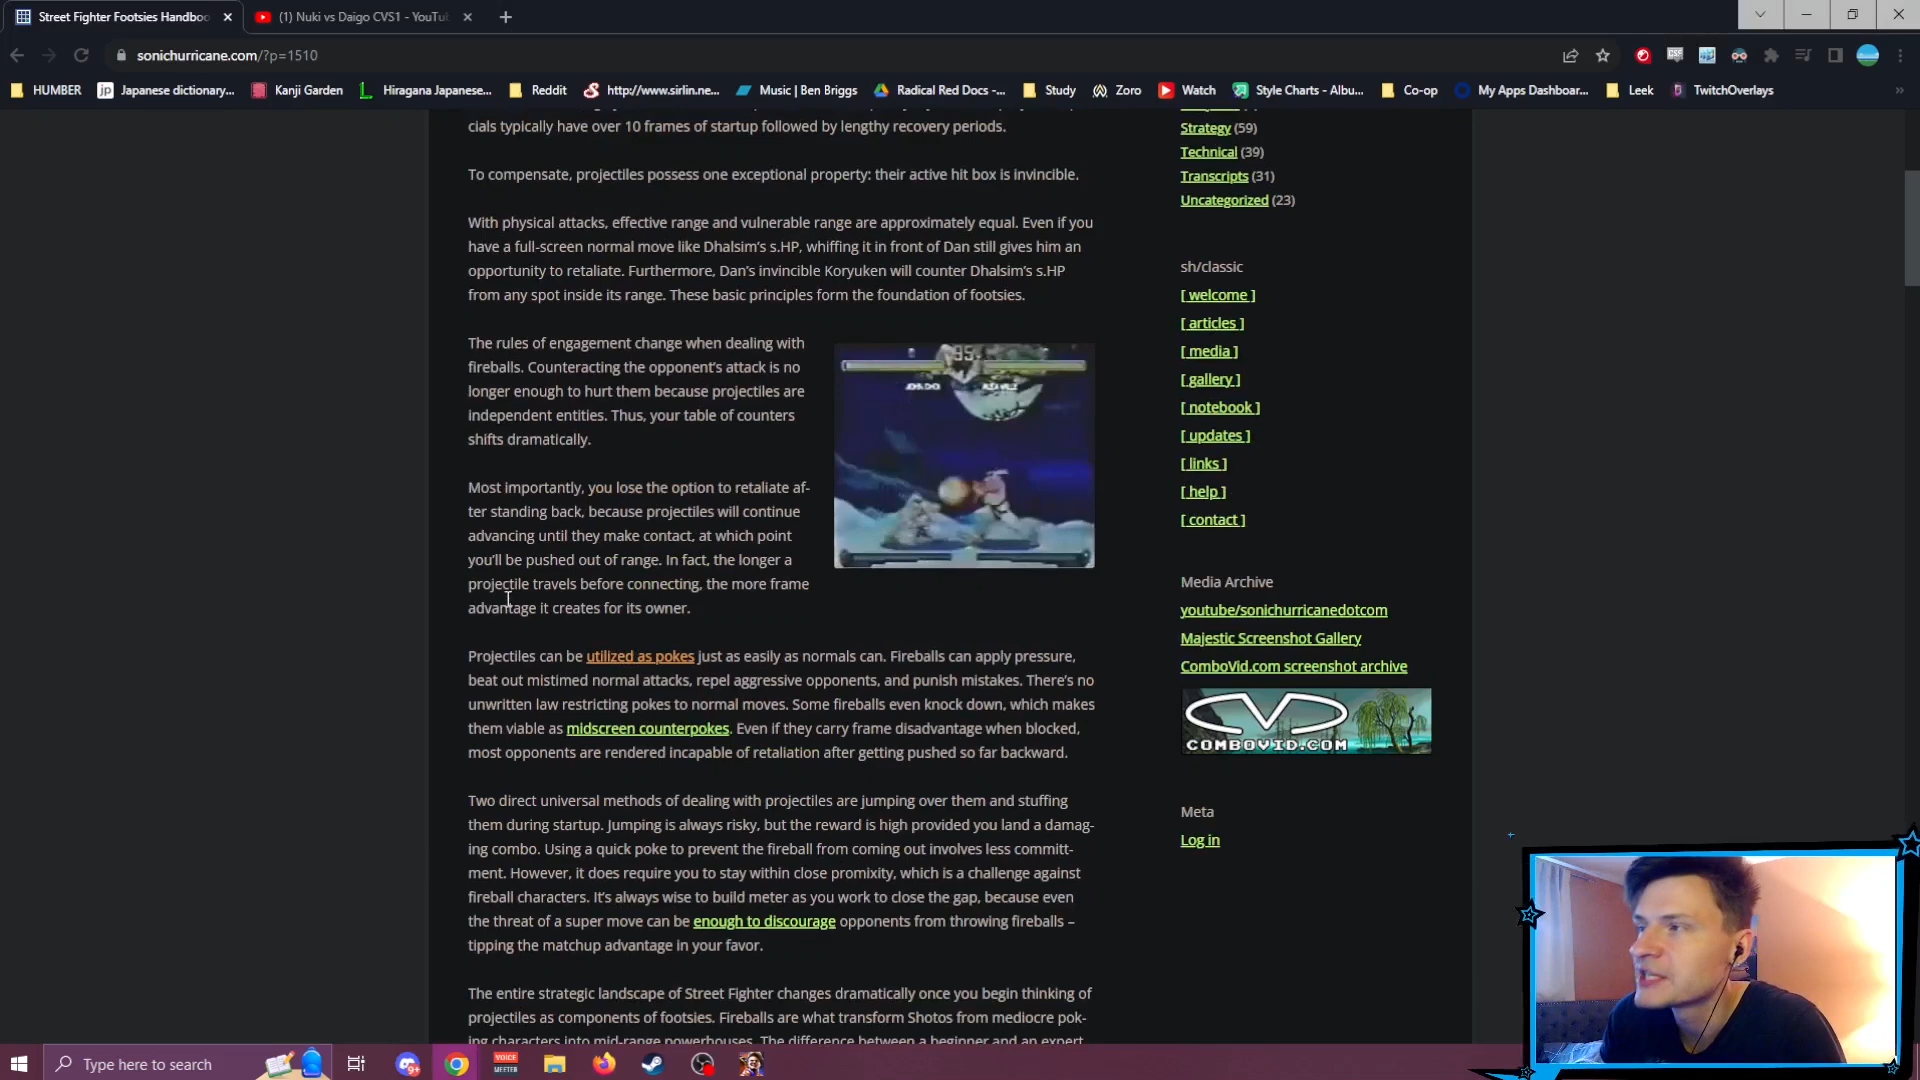 Street Fighter Footsies Handboo
(1) Nuki vs Daigo CVS1 - YouTu
sonichurricane.com/?p=1510
HUMBER
Japanese dictionary...
Kanji Garden
Hiragana Japanese...
Reddit
http://www.sirlin.ne...
Music | Ben Briggs
Radical Red Docs -...
Study
Zoro
Watch
Style Charts - Albu...
Co-op
My Apps Dashboar...
Leek
TwitchOverlays
cials typically have over 10 frames of startup followed by lengthy recovery periods.
To compensate, projectiles possess one exceptional property: their active hit box is invincible.
With physical attacks, effective range and vulnerable range are approximately equal. Even if you
have a full-screen normal move like Dhalsim's s.HP, whiffing it in front of Dan still gives him an
opportunity to retaliate. Furthermore, Dan's invincible Koryuken will counter Dhalsim's s.HP
from any spot inside its range. These basic principles form the foundation of footsies.
The rules of engagement change when dealing with
fireballs. Counteracting the opponent's attack is no
longer enough to hurt them because projectiles are
independent entities. Thus, your table of counters
shifts dramatically.
Most importantly, you lose the option to retaliate af-
ter standing back, because projectiles will continue
advancing until they make contact, at which point
you'll be pushed out of range. In fact, the longer a
projectile travels before connecting, the more frame
advantage it creates for its owner.
Projectiles can be utilized as pokes just as easily as normals can. Fireballs can apply pressure,
beat out mistimed normal attacks, repel aggressive opponents, and punish mistakes. There's no
unwritten law restricting pokes to normal moves. Some fireballs even knock down, which makes
them viable as midscreen counterpokes. Even if they carry frame disadvantage when blocked,
most opponents are rendered incapable of retaliation after getting pushed so far backward.
Two direct universal methods of dealing with projectiles are jumping over them and stuffing
them during startup. Jumping is always risky, but the reward is high provided you land a damag-
ing combo. Using a quick poke to prevent the fireball from coming out involves less committ-
ment. However, it does require you to stay within close promixity, which is a challenge against
fireball characters. It's always wise to build meter as you work to close the gap, because even
the threat of a super move can be enough to discourage opponents from throwing fireballs –
tipping the matchup advantage in your favor.
The entire strategic landscape of Street Fighter changes dramatically once you begin thinking of
projectiles as components of footsies. Fireballs are what transform Shotos from mediocre pok-
ing characters into mid-range powerhouses. The difference between a beginner and an expert
Strategy (59)
Technical (39)
Transcripts (31)
Uncategorized (23)
sh/classic
[ welcome ]
[ articles ]
[ media ]
[ gallery ]
[ notebook ]
[ updates ]
[ links ]
[ help ]
[ contact ]
Media Archive
youtube/sonichurricanedotcom
Majestic Screenshot Gallery
ComboVid.com screenshot archive
COMBOVID.COM
Meta
Log in
Type here to search
VOICE
MEETER